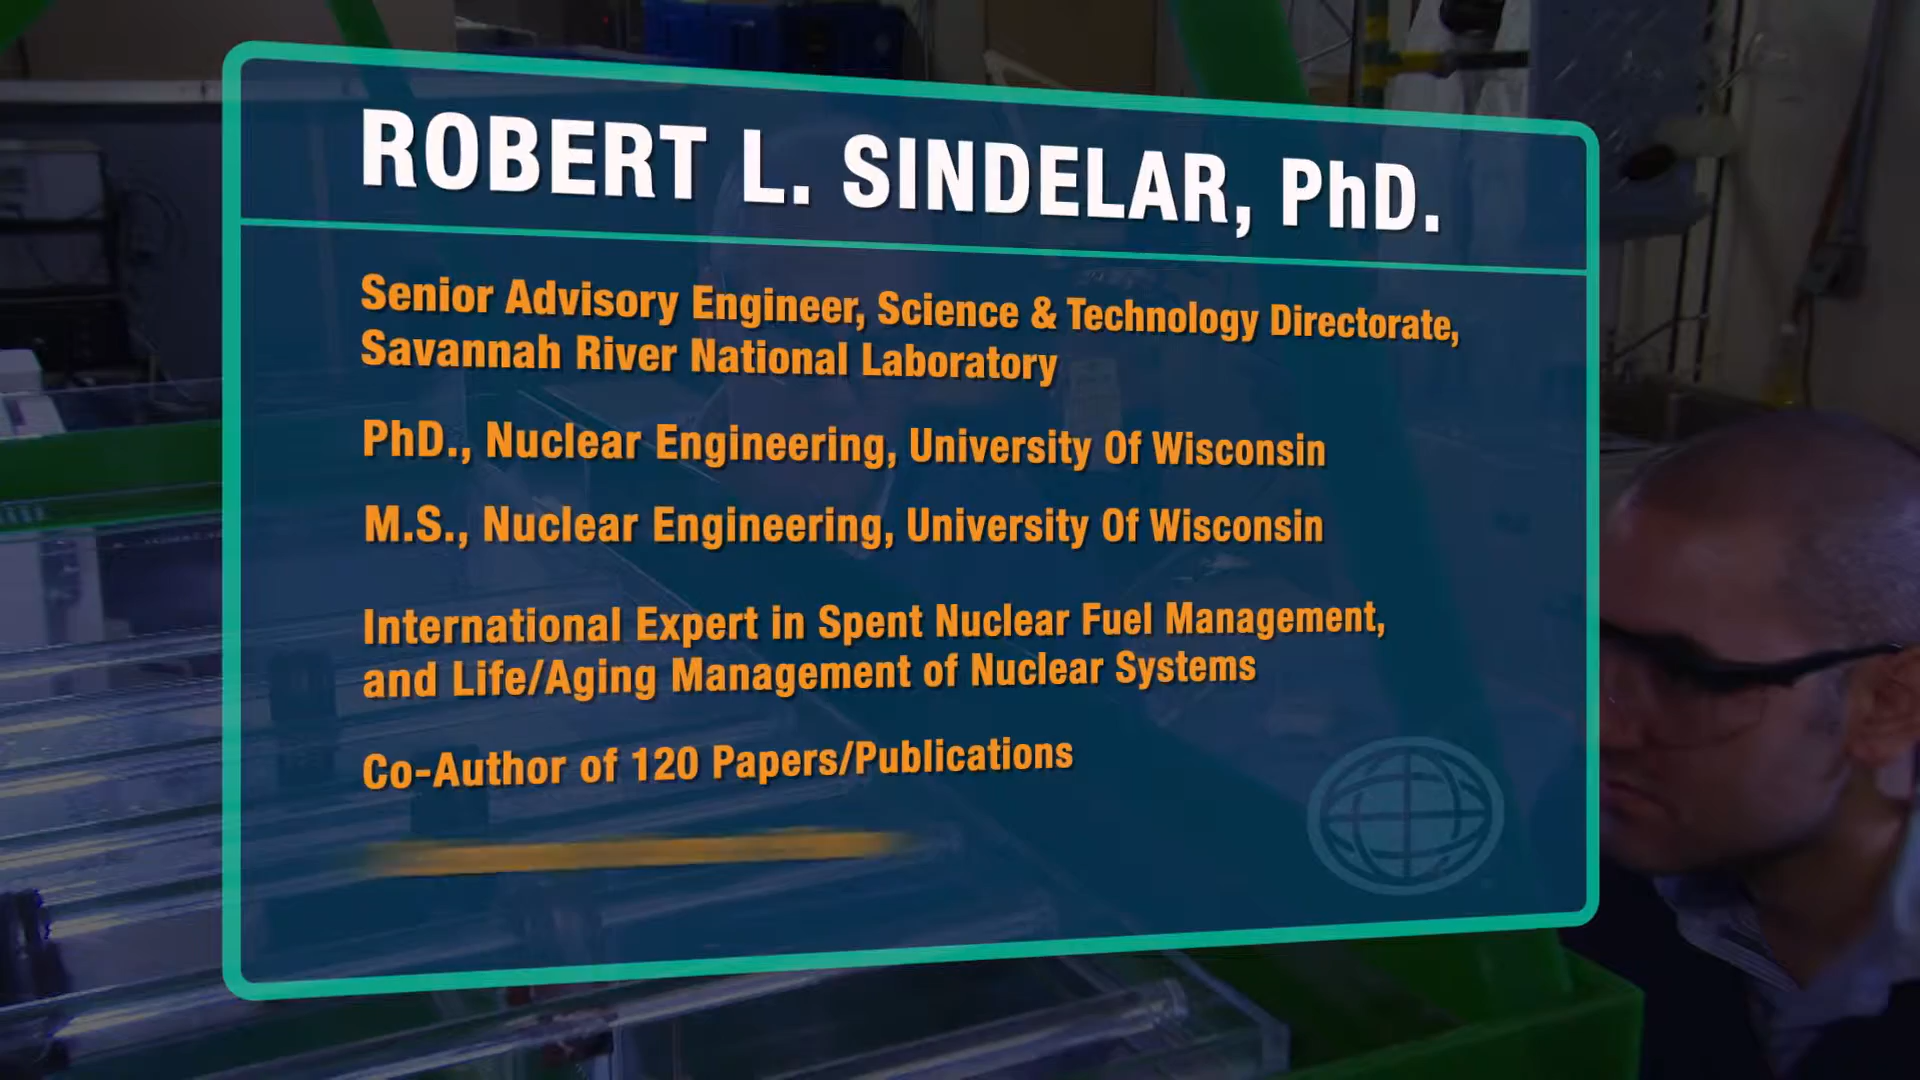 ROBERT L. SINDELAR, PhD.
Senior Advisory Engineer, Science & Technology Directorate,
Savannah River National Laboratory
PhD., Nuclear Engineering, University Of Wisconsin
M.S., Nuclear Engineering, University Of Wisconsin
International Expert in Spent Nuclear Fuel Management,
and Life/Aging Management of Nuclear Systems
Co-Author of 120 Papers/Publications